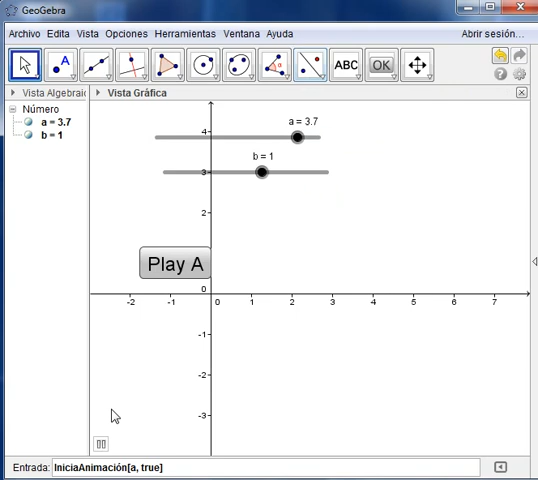 GeoGebra
Archivo Edita Vista Opciones Herramientas Ventana Ayuda Abrir sesión...
A ABC OK
Vista Algebraic Vista Gráfica
Número
a = 3.7
b = 1
a = 3.7
4
b = 1
3
2
Play A
0
-2 -1 0 1 2 3 4 5 6 7
-1
-2
-3
Entrada: IniciaAnimación[a, true]